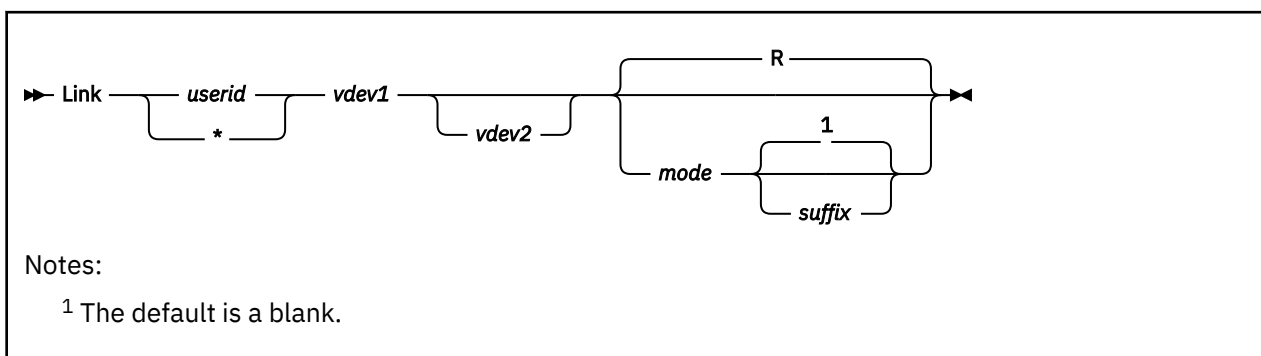 R
Link userid vdev1
* vdev2
1
mode
suffix
Notes:
1 The default is a blank.